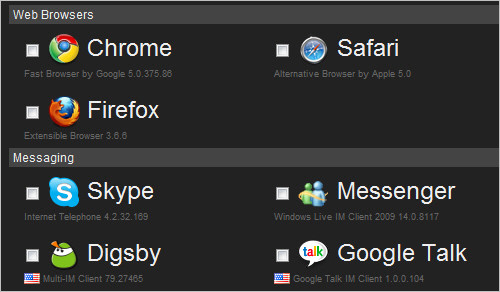 Web Browsers
Chrome
Fast Browser by Google 5.0.375.86
Safari
Alternative Browser by Apple 5.0
Firefox
Extensible Browser 3.6.6
Messaging
Skype
Internet Telephone 4.2.32.169
Messenger
Windows Live IM Client 2009 14.0.8117
Digsby
Multi-IM Client 79.27465
talk
Google Talk
Google Talk IM Client 1.0.0.104